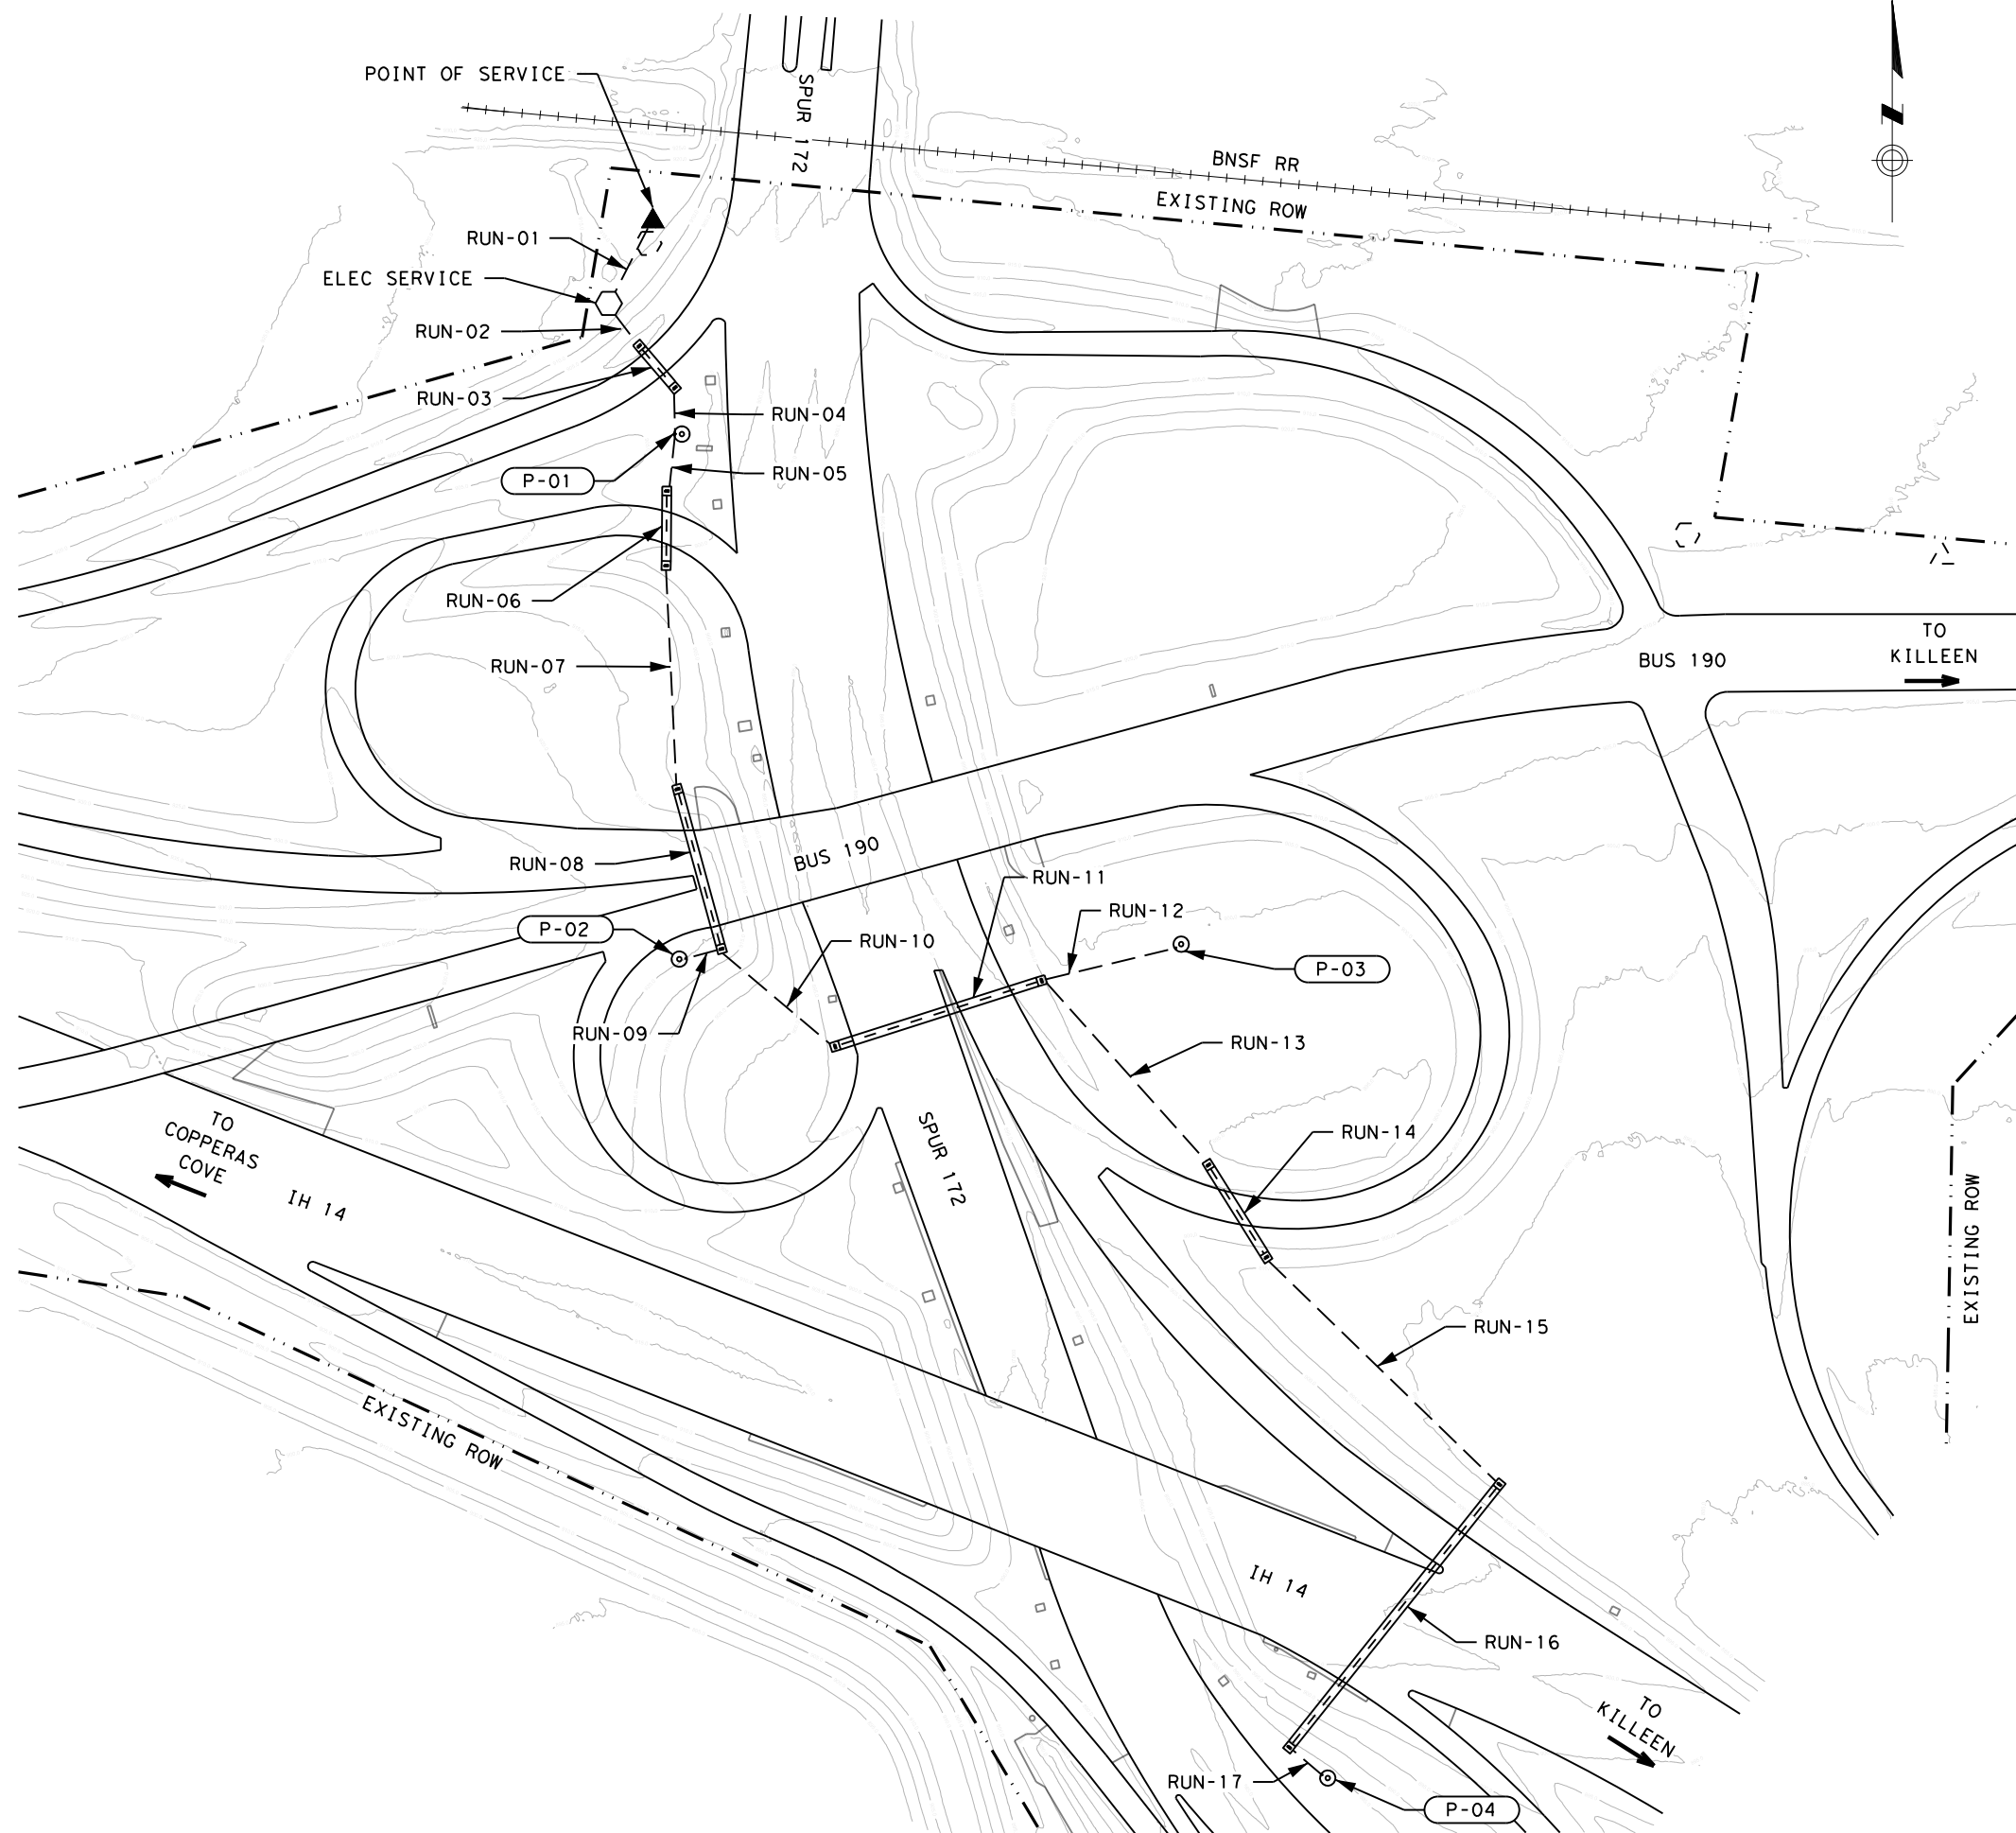 POINT OF SERVICE
SPUR 172
N
BNSF RR
EXISTING ROW
RUN-01
ELEC SERVICE
RUN-02
RUN-03
RUN-04
P-01
RUN-05
RUN-06
TO
KILLEEN
BUS 190
RUN-07
BUS 190
RUN-08
RUN-11
RUN-12
P-02
RUN-10
P-03
RUN-09
RUN-13
TO
COPPERAS
COVE
IH 14
SPUR 172
RUN-14
EXISTING ROW
RUN-15
EXISTING ROW
IH 14
RUN-16
TO
KILLEEN
RUN-17
P-04